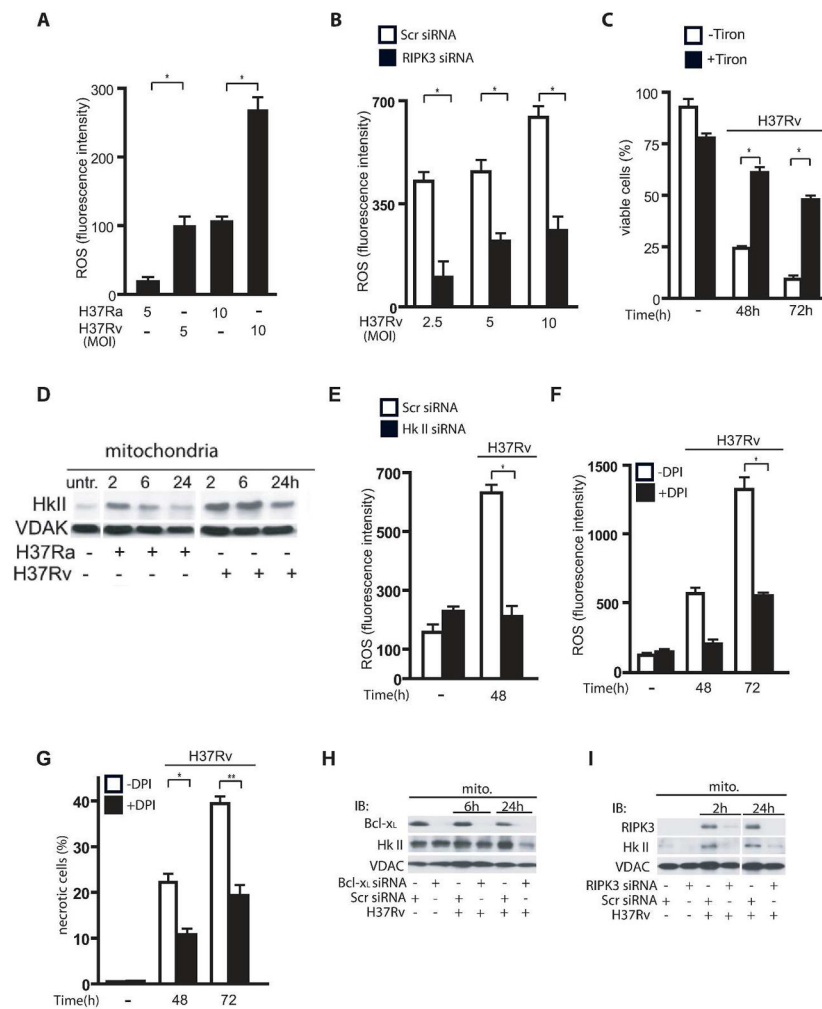 A
ROS (fluorescence intensity)
300
200
100
0
* *
H37Ra 5 - 10 -
H37Rv - 5 - 10
(MOI)
B
Scr siRNA
RIPK3 siRNA
ROS (fluorescence intensity)
700
350
0
* * *
H37Rv 2.5 5 10
(MOI)
C
-Tiron
+Tiron
H37Rv
viable cells (%)
100
75
50
25
0
* *
Time(h) - 48h 72h
D
mitochondria
untr. 2 6 24 2 6 24h
HkII
VDAK
H37Ra - + + + - - -
H37Rv - - - - + + +
E
Scr siRNA
Hk II siRNA
H37Rv
ROS (fluorescence intensity)
700
500
300
100
0
*
Time(h) - 48
F
H37Rv
-DPI
+DPI
ROS (fluorescence intensity)
1500
1000
500
0
*
Time(h) - 48 72
G
H37Rv
-DPI
+DPI
necrotic cells (%)
40
30
20
10
0
* **
Time(h) - 48 72
H
mito.
IB: 6h 24h
Bcl-xL
Hk II
VDAC
Bcl-xL siRNA - + - + - +
Scr siRNA + - + - + -
H37Rv - - + + + +
I
mito.
IB: 2h 24h
RIPK3
Hk II
VDAC
RIPK3 siRNA - + - + - +
Scr siRNA + - + - + -
H37Rv - - + + + +